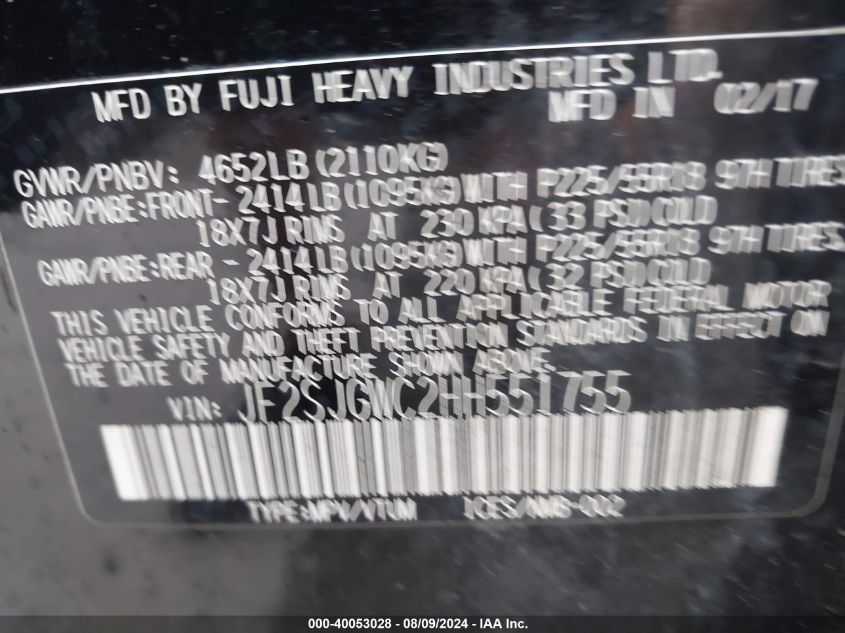 MFD BY FUJI HEAVY INDUSTRIES LTD.
MFD IN 02/17
GVWR/PNBV: 4652LB(2110KG)
GAWR/PNBE:FRONT- 2414LB(1095KG)WITH P225/55R18 97H TIRES
18X7J RIMS AT 230 KPA(33 PSI)COLD
GAWR/PNBE:REAR - 2414LB(1095KG)WITH P225/55R18 97H TIRES
18X7J RIMS AT 220 KPA(32 PSI)COLD
THIS VEHICLE CONFORMS TO ALL APPLICABLE FEDERAL MOTOR
VEHICLE SAFETY AND THEFT PREVENTION STANDARDS IN EFFECT ON
THE DATE OF MANUFACTURE SHOWN ABOVE.
VIN: JF2SJGWC2HH551755
TYPE:MPV/VTUM ICES/NMB-002
000-40053028 - 08/09/2024 - IAA, Inc.